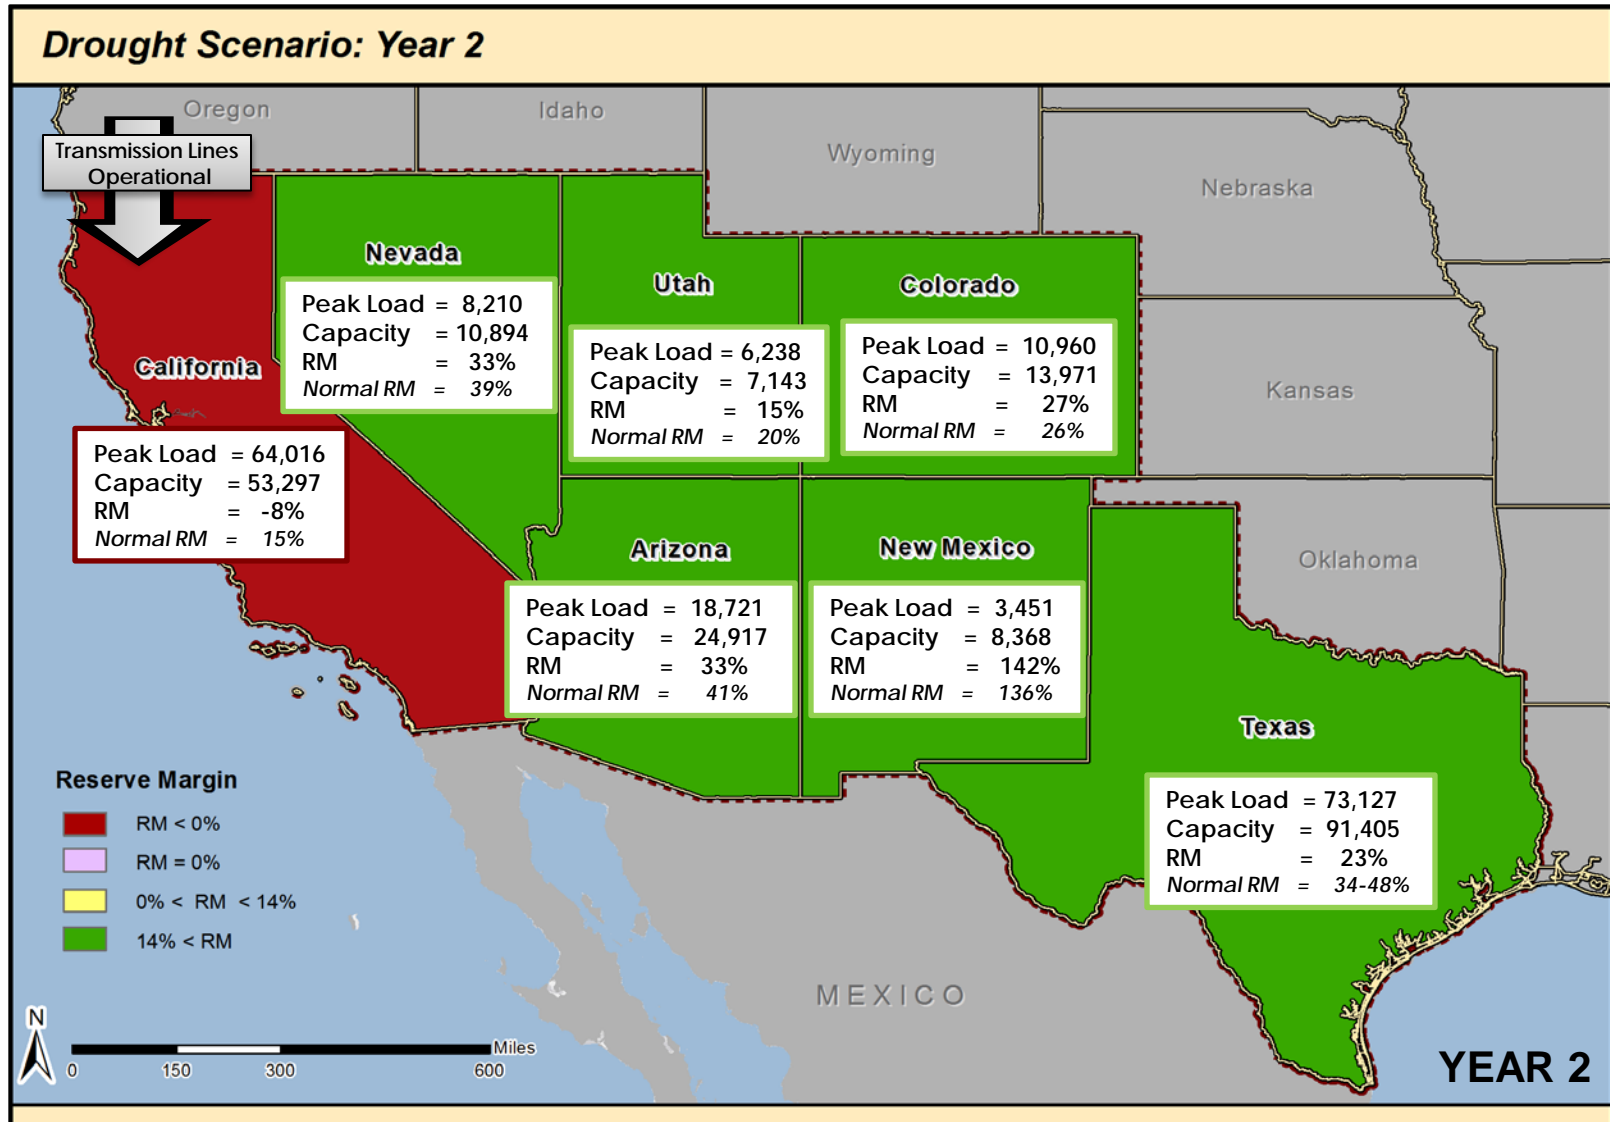 Drought Scenario: Year 2
Oregon
Idaho
Wyoming
Nebraska
Kansas
Oklahoma
MEXICO
Transmission Lines
Operational
Nevada
Peak Load = 8,210
Capacity = 10,894
RM = 33%
Normal RM = 39%
Utah
Peak Load = 6,238
Capacity = 7,143
RM = 15%
Normal RM = 20%
Colorado
Peak Load = 10,960
Capacity = 13,971
RM = 27%
Normal RM = 26%
California
Peak Load = 64,016
Capacity = 53,297
RM = -8%
Normal RM = 15%
Arizona
Peak Load = 18,721
Capacity = 24,917
RM = 33%
Normal RM = 41%
New Mexico
Peak Load = 3,451
Capacity = 8,368
RM = 142%
Normal RM = 136%
Texas
Peak Load = 73,127
Capacity = 91,405
RM = 23%
Normal RM = 34-48%
Reserve Margin
RM < 0%
RM = 0%
0% < RM < 14%
14% < RM
N
Miles
0 150 300 600
YEAR 2